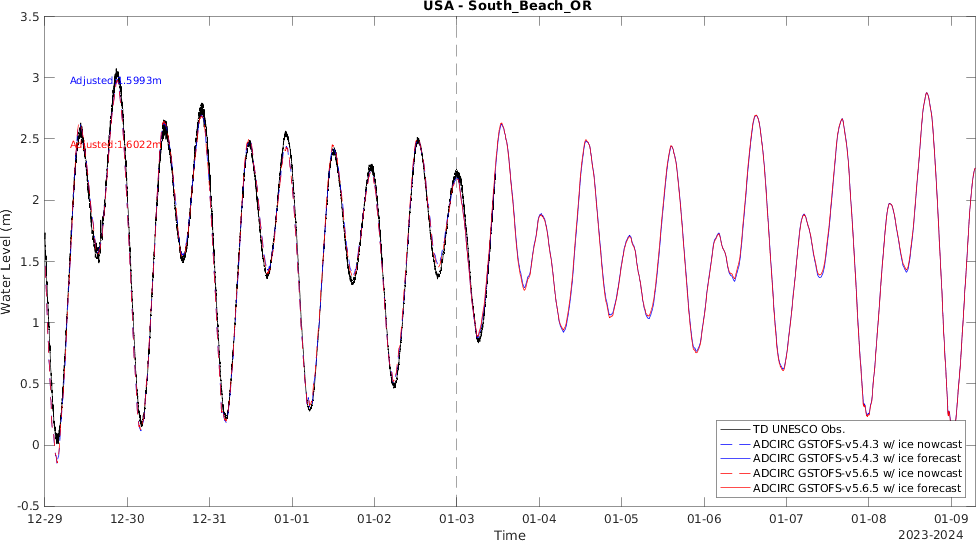 USA - South_Beach_OR
3.5
3
2.5
2
1.5
1
0.5
0
-0.5
Water Level (m)
Adjusted:1.5993m
Adjusted:1.6022m
TD UNESCO Obs.
ADCIRC GSTOFS-v5.4.3 w/ ice nowcast
ADCIRC GSTOFS-v5.4.3 w/ ice forecast
ADCIRC GSTOFS-v5.6.5 w/ ice nowcast
ADCIRC GSTOFS-v5.6.5 w/ ice forecast
12-29 12-30 12-31 01-01 01-02 01-03 01-04 01-05 01-06 01-07 01-08 01-09
Time
2023-2024